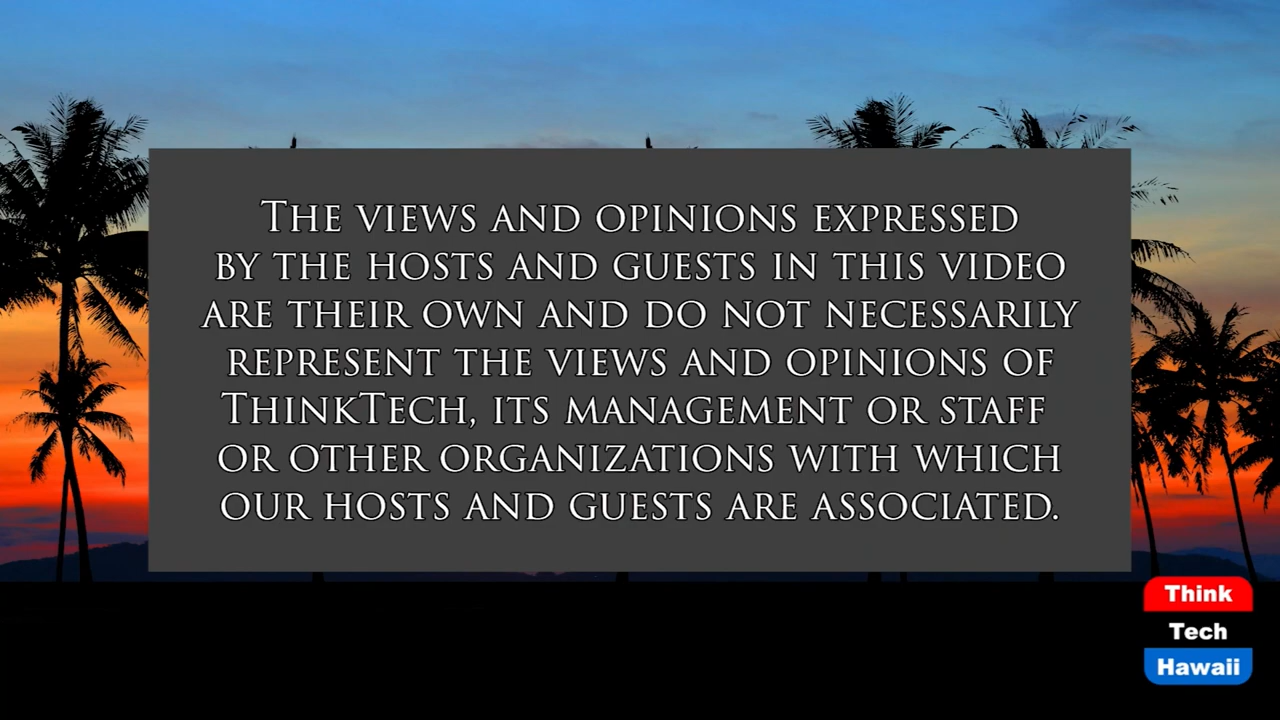 The views and opinions expressed
by the hosts and guests in this video
are their own and do not necessarily
represent the views and opinions of
ThinkTech, its management or staff
or other organizations with which
our hosts and guests are associated.
Think
Tech
Hawaii